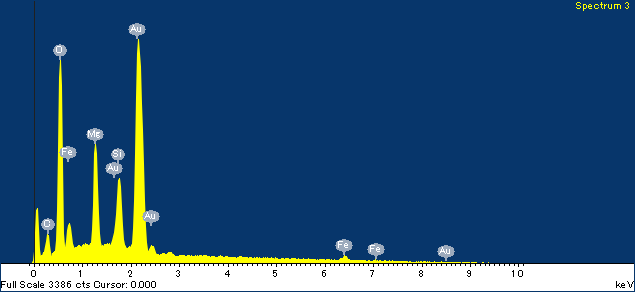 Spectrum 3
Au
O
Mg
Fe
Si
Au
Au
O
Fe
Fe
Au
0 1 2 3 4 5 6 7 8 9 10
Full Scale 3386 cts Cursor: 0.000 keV